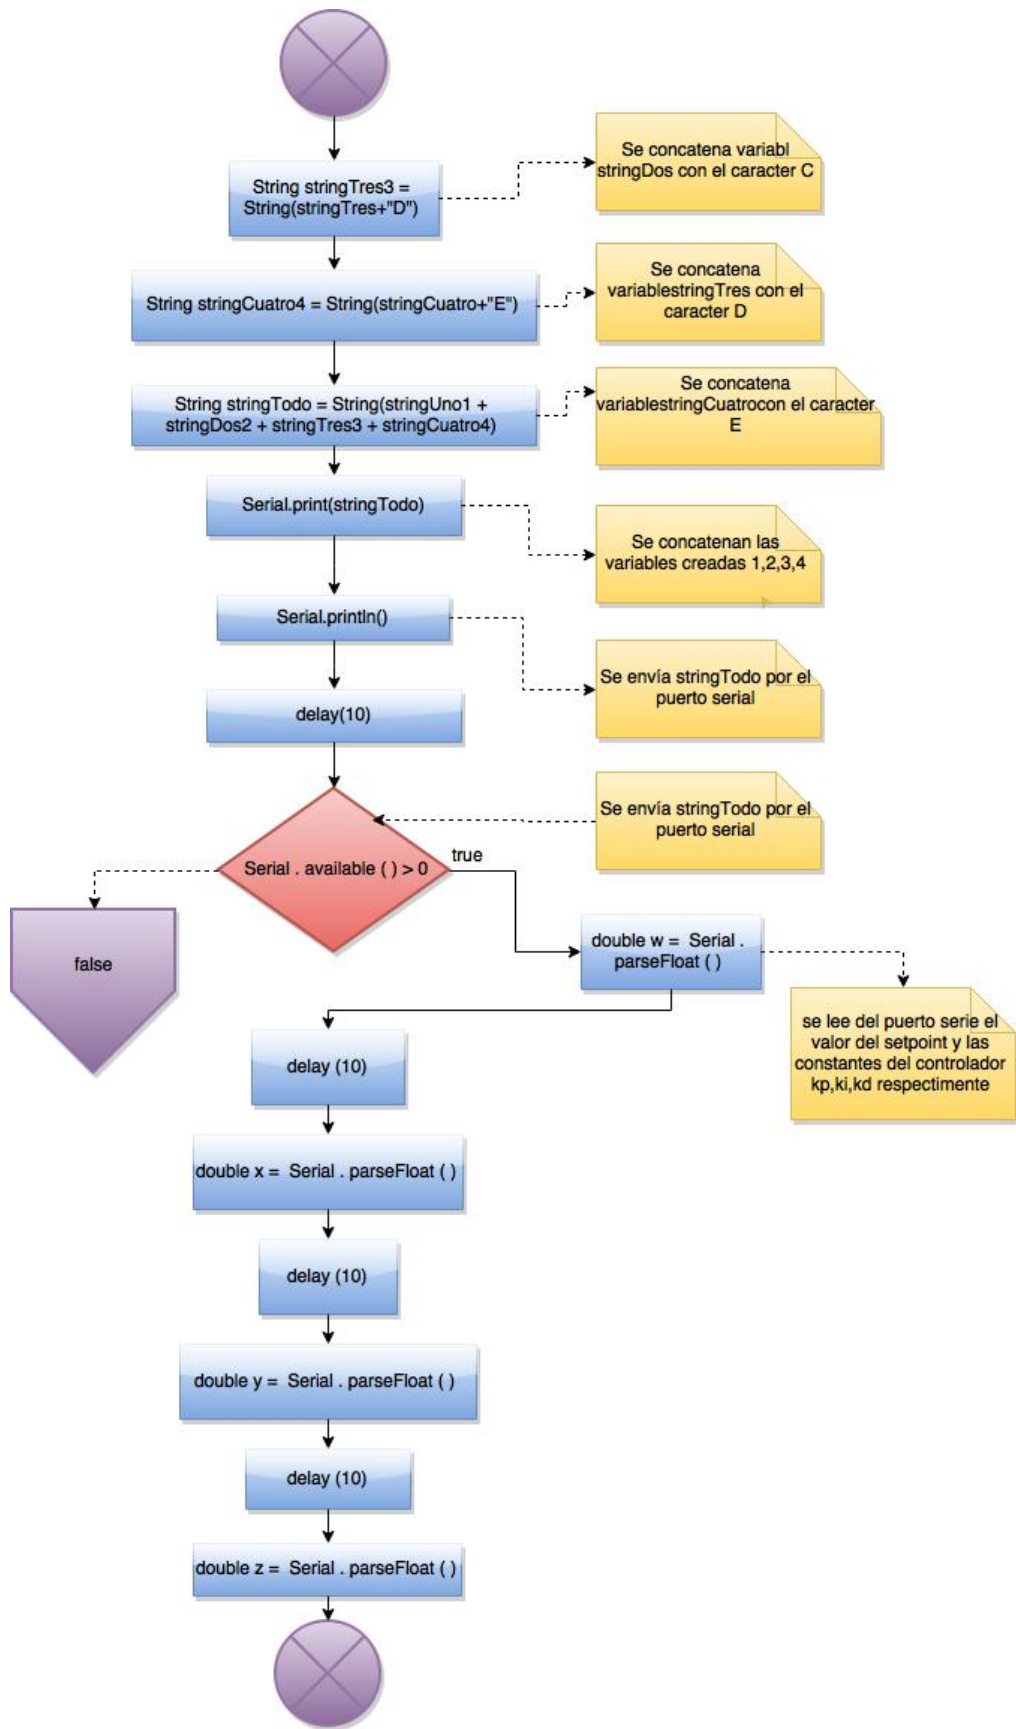 Se concatena variabl
stringDos con el caracter C
String stringTres3 =
String(stringTres+"D")
Se concatena
variablestringTres con el
caracter D
String stringCuatro4 = String(stringCuatro+"E")
Se concatena
variablestringCuatrocon el caracter
E
String stringTodo = String(stringUno1 +
stringDos2 + stringTres3 + stringCuatro4)
Serial.print(stringTodo)
Se concatenan las
variables creadas 1,2,3,4
Serial.println()
Se envía stringTodo por el
puerto serial
delay(10)
Se envía stringTodo por el
puerto serial
true
Serial . available ( ) > 0
false
double w =  Serial .
parseFloat ( )
se lee del puerto serie el
valor del setpoint y las
constantes del controlador
kp,ki,kd respectimente
delay (10)
double x =  Serial . parseFloat ( )
delay (10)
double y =  Serial . parseFloat ( )
delay (10)
double z =  Serial . parseFloat ( )